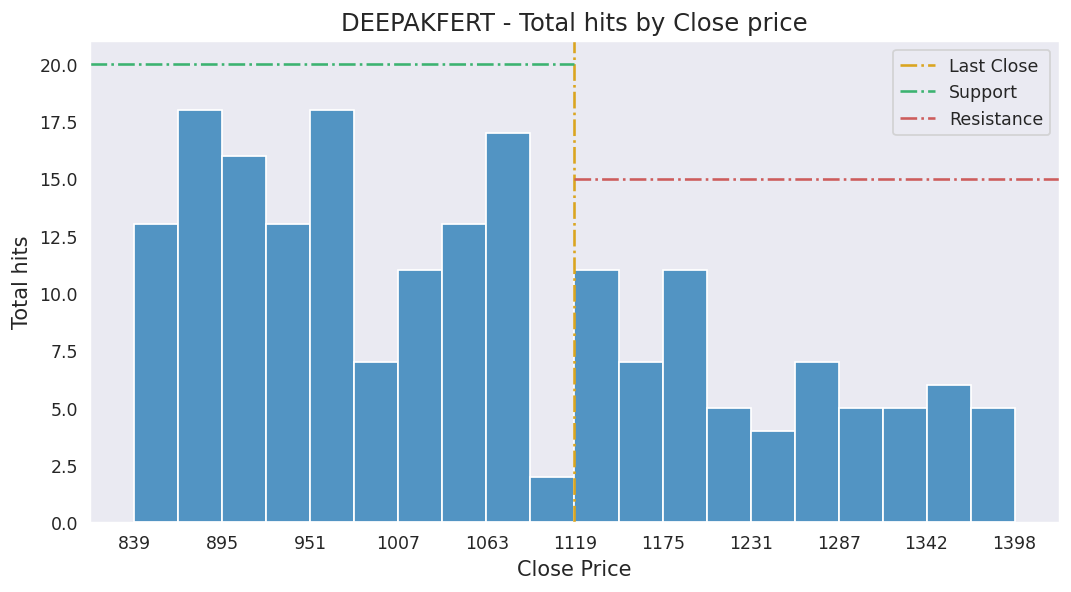 DEEPAKFERT - Total hits by Close price
Last Close
Support
Resistance
Total hits
20.0
17.5
15.0
12.5
10.0
7.5
5.0
2.5
0.0
839 895 951 1007 1063 1119 1175 1231 1287 1342 1398
Close Price